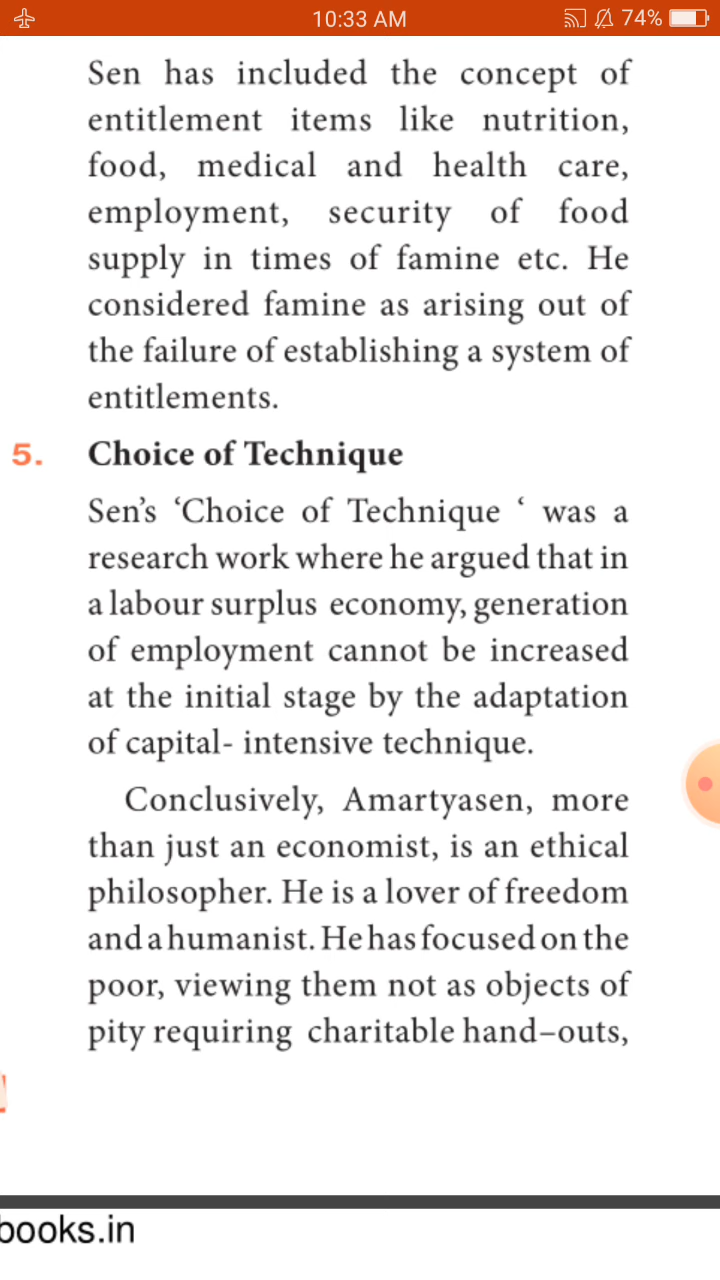 10:33 AM
74%
Sen has included the concept of
entitlement items like nutrition,
food, medical and health care,
employment, security of food
supply in times of famine etc. He
considered famine as arising out of
the failure of establishing a system of
entitlements.
5. Choice of Technique
Sen’s ‘Choice of Technique ‘ was a
research work where he argued that in
a labour surplus economy, generation
of employment cannot be increased
at the initial stage by the adaptation
of capital- intensive technique.
Conclusively, Amartyasen, more
than just an economist, is an ethical
philosopher. He is a lover of freedom
and a humanist. He has focused on the
poor, viewing them not as objects of
pity requiring charitable hand–outs,
books.in